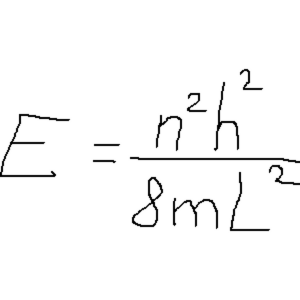 E = n²h² / 8mL²